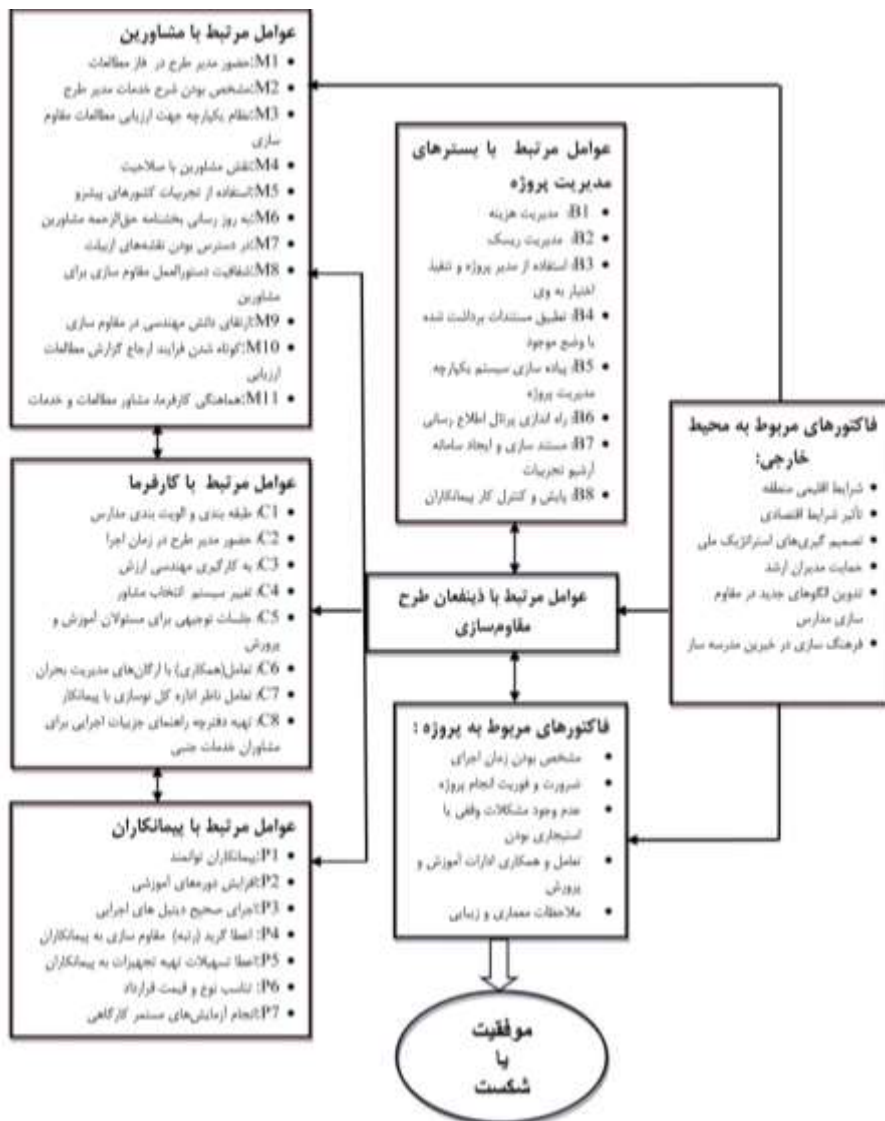 عوامل مرتبط با مشاورین
M1:حضور مدیر طرح در فاز مطالعات
M2:مشخص بودن شرح خدمات مدیر طرح
M3:نظام یکپارچه جهت ارزیابی مطالعات مقاوم
سازی
M4:نقش مشاورین با صلاحیت
M5:استفاده از تجربیات کشورهای پیشرو
M6:به روز رسانی بخشنامه حق‌الزحمه مشاورین
M7:در دسترس بودن نقشه‌های ازبیلت
M8:شفافیت دستورالعمل مقاوم سازی برای
مشاورین
M9:ارتقای دانش مهندسی در مقاوم سازی
M10:کوتاه شدن فرایند ارجاع گزارش مطالعات
ارزیابی
M11:هماهنگی کارفرما، مشاور مطالعات و خدمات
عوامل مرتبط با کارفرما
C1: طبقه بندی و الویت بندی مدارس
C2: حضور مدیر طرح در زمان اجرا
C3: به کارگیری مهندسی ارزش
C4: تغییر سیستم انتخاب مشاور
C5: جلسات توجیهی برای مسئولان آموزش و
پرورش
C6: تعامل(همکاری) با ارگان‌های مدیریت بحران
C7: تعامل ناظر اداره کل نوسازی با پیمانکار
C8: تهیه دفترچه راهنمای جزییات اجرایی برای
مشاوران خدمات جنبی
عوامل مرتبط با پیمانکاران
P1:پیمانکاران توانمند
P2:افزایش دوره‌های آموزشی
P3:اجرای صحیح دیتیل های اجرایی
P4: اعطا گرید (رتبه) مقاوم سازی به پیمانکاران
P5:اعطا تسهیلات تهیه تجهیزات به پیمانکاران
P6: تناسب نوع و قیمت قرارداد
P7:انجام آزمایش‌های مستمر کارگاهی
عوامل مرتبط با بسترهای
مدیریت پروژه
B1: مدیریت هزینه
B2: مدیریت ریسک
B3: استفاده از مدیر پروژه و تنفیذ
اختیار به وی
B4: تطبیق مستندات برداشت شده
با وضع موجود
B5: پیاده سازی سیستم یکپارچه
مدیریت پروژه
B6: راه اندازی پرتال اطلاع رسانی
B7: مستند سازی و ایجاد سامانه
آرشیو تجربیات
B8: پایش و کنترل کار پیمانکاران
عوامل مرتبط با ذینفعان طرح
مقاوم‌سازی
فاکتورهای مربوط به پروژه :
مشخص بودن زمان اجرای
ضرورت و فوریت انجام پروژه
عدم وجود مشکلات وقفی یا
استیجاری بودن
تعامل و همکاری ادارات آموزش و
پرورش
ملاحظات معماری و زیبایی
موفقیت
یا
شکست
فاکتورهای مربوط به محیط
خارجی:
شرایط اقلیمی منطقه
تأثیر شرایط اقتصادی
تصمیم گیری‌های استراتژیک ملی
حمایت مدیران ارشد
تدوین الگوهای جدید در مقاوم
سازی مدارس
فرهنگ سازی در خیرین مدرسه ساز